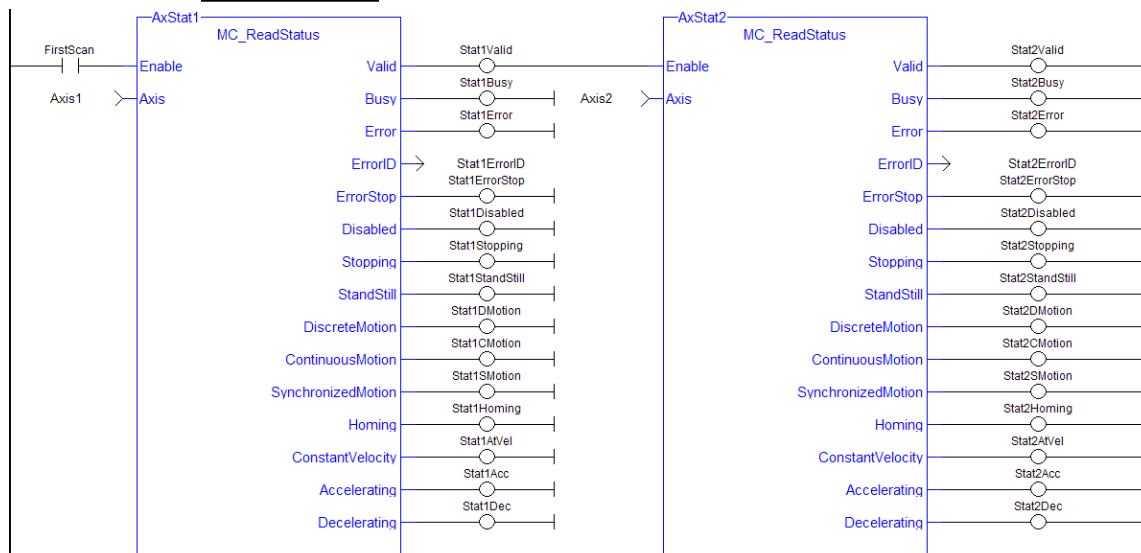 AxStat1 AxStat2
MC_ReadStatus MC_ReadStatus
FirstScan Stat1Valid Stat2Valid
Enable Valid Enable Valid
Stat1Busy Stat2Busy
Axis1 Axis Busy Axis2 Axis Busy
Stat1Error Stat2Error
Error Error
ErrorID Stat1ErrorID ErrorID Stat2ErrorID
Stat1ErrorStop Stat2ErrorStop
ErrorStop ErrorStop
Stat1Disabled Stat2Disabled
Disabled Disabled
Stat1Stopping Stat2Stopping
Stopping Stopping
Stat1StandStill Stat2StandStill
StandStill StandStill
Stat1DMotion Stat2DMotion
DiscreteMotion DiscreteMotion
Stat1CMotion Stat2CMotion
ContinuousMotion ContinuousMotion
Stat1SMotion Stat2SMotion
SynchronizedMotion SynchronizedMotion
Stat1Homing Stat2Homing
Homing Homing
Stat1AtVel Stat2AtVel
ConstantVelocity ConstantVelocity
Stat1Acc Stat2Acc
Accelerating Accelerating
Stat1Dec Stat2Dec
Decelerating Decelerating